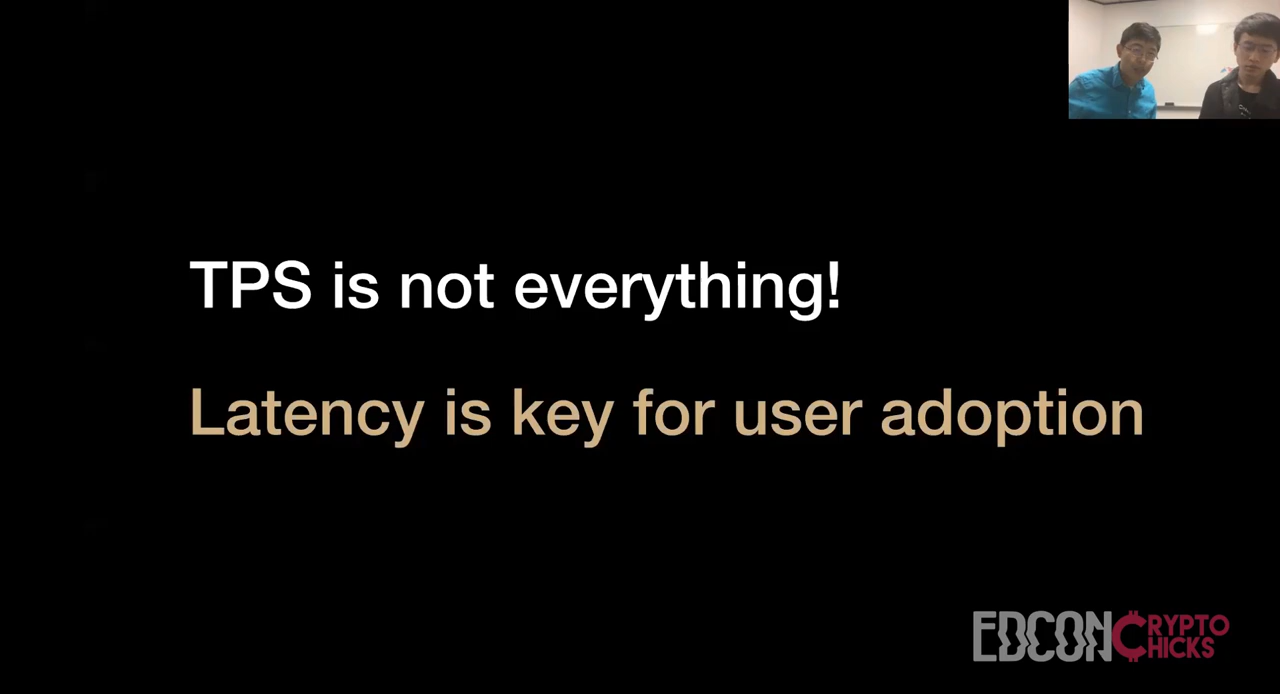 TPS is not everything!
Latency is key for user adoption
EDCON CRYPTO
CHICKS